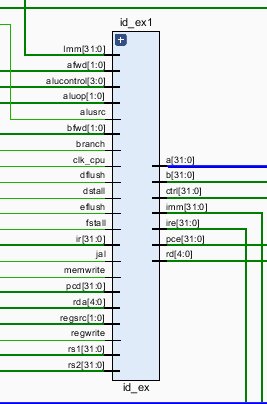 id_ex1
Imm[31:0]
afwd[1:0]
alucontrol[3:0]
aluop[1:0]
alusrc
bfwd[1:0]
branch
clk_cpu
dflush
dstall
eflush
fstall
ir[31:0]
jal
memwrite
pcd[31:0]
rda[4:0]
regsrc[1:0]
regwrite
rs1[31:0]
rs2[31:0]
a[31:0]
b[31:0]
ctrl[31:0]
imm[31:0]
ire[31:0]
pce[31:0]
rd[4:0]
id_ex